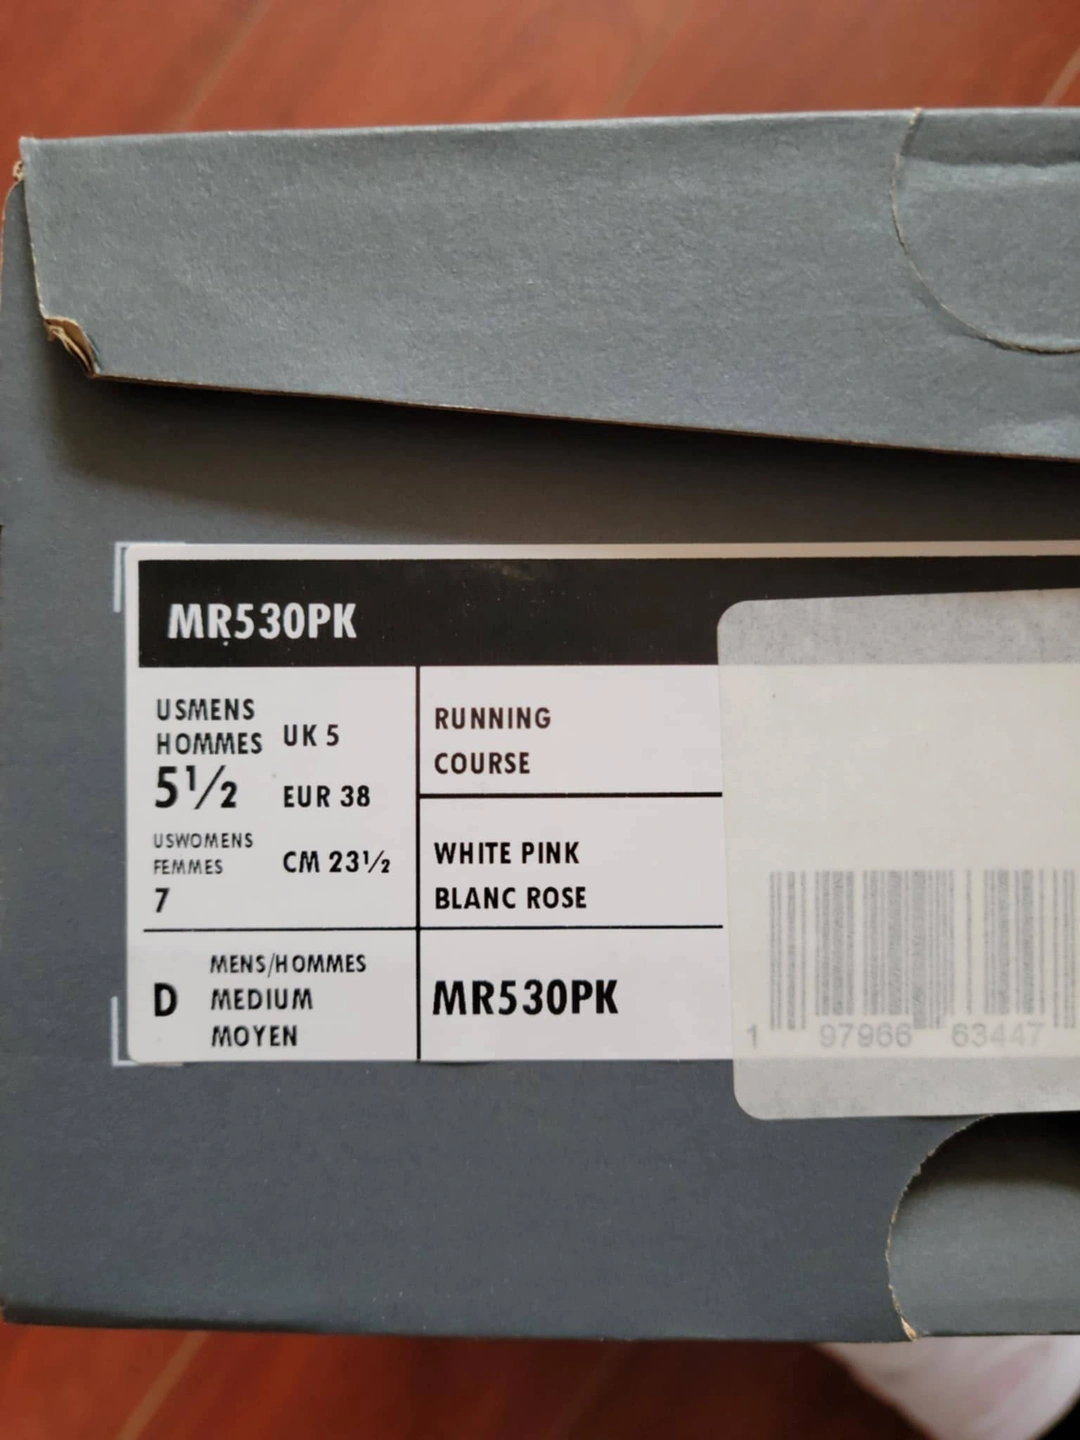 MR530PK
USMENS
HOMMES
5½
USWOMENS
FEMMES
7
UK 5
EUR 38
CM 23½
RUNNING
COURSE
WHITE PINK
BLANC ROSE
D
MENS/HOMMES
MEDIUM
MOYEN
MR530PK
1 97966 63447